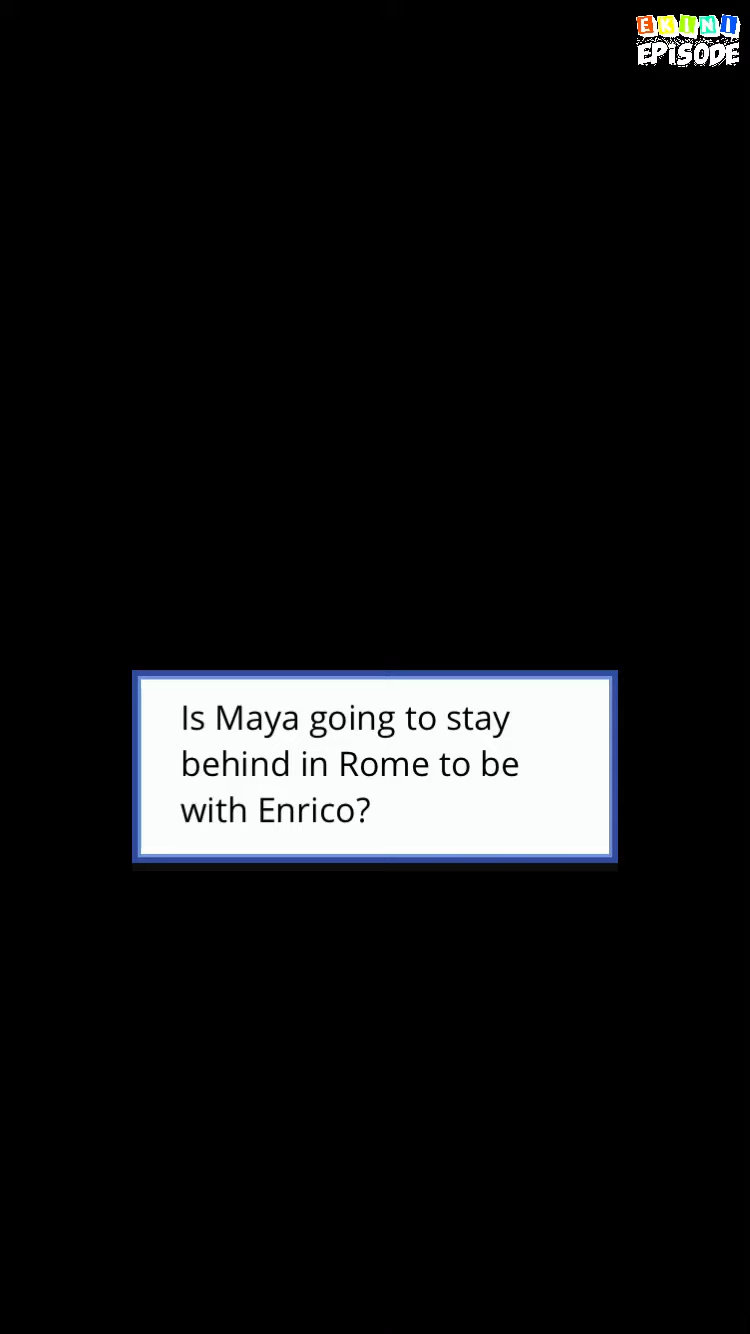 EKINI
EPISODE
Is Maya going to stay
behind in Rome to be
with Enrico?